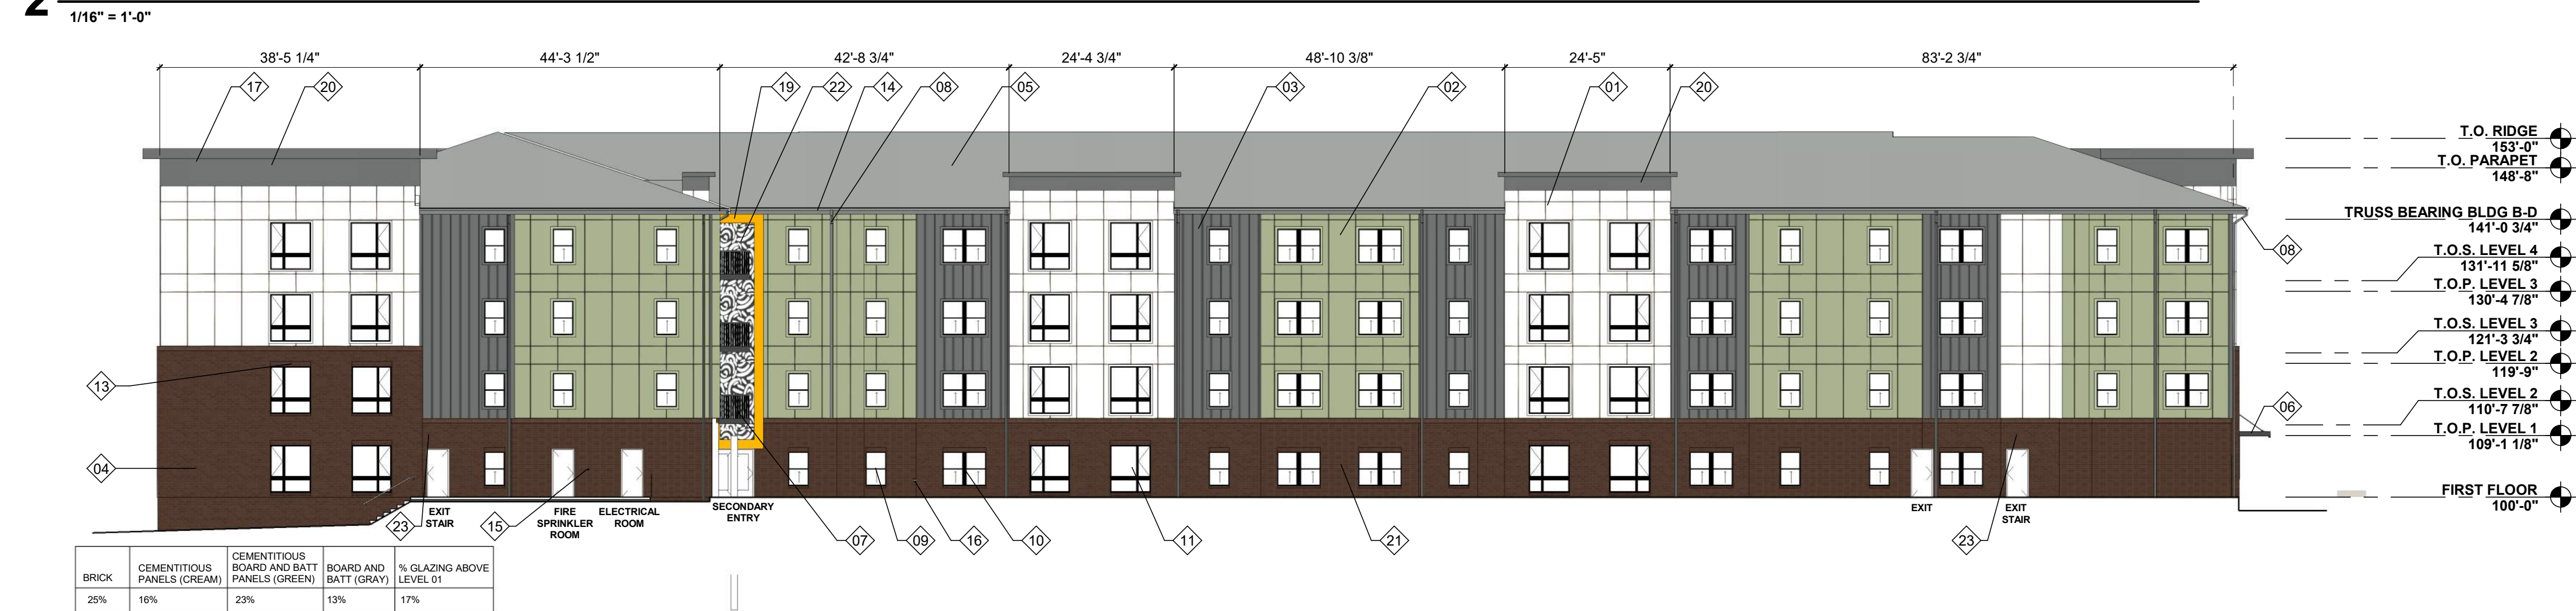 2
1/16" = 1'-0"
38'-5 1/4"
44'-3 1/2"
42'-8 3/4"
24'-4 3/4"
48'-10 3/8"
24'-5"
83'-2 3/4"
17
20
19
22
14
08
05
03
02
01
20
T.O. RIDGE
153'-0"
T.O. PARAPET
148'-8"
TRUSS BEARING BLDG B-D
141'-0 3/4"
08
T.O.S. LEVEL 4
131'-11 5/8"
T.O.P. LEVEL 3
130'-4 7/8"
T.O.S. LEVEL 3
121'-3 3/4"
T.O.P. LEVEL 2
119'-9"
T.O.S. LEVEL 2
110'-7 7/8"
06
T.O.P. LEVEL 1
109'-1 1/8"
FIRST FLOOR
100'-0"
13
04
23
EXIT
STAIR
15
FIRE
SPRINKLER
ROOM
ELECTRICAL
ROOM
SECONDARY
ENTRY
07
09
16
10
11
21
EXIT
23
EXIT
STAIR
BRICK
CEMENTITIOUS
PANELS (CREAM)
CEMENTITIOUS
BOARD AND BATT
PANELS (GREEN)
BOARD AND
BATT (GRAY)
% GLAZING ABOVE
LEVEL 01
25%
16%
23%
13%
17%